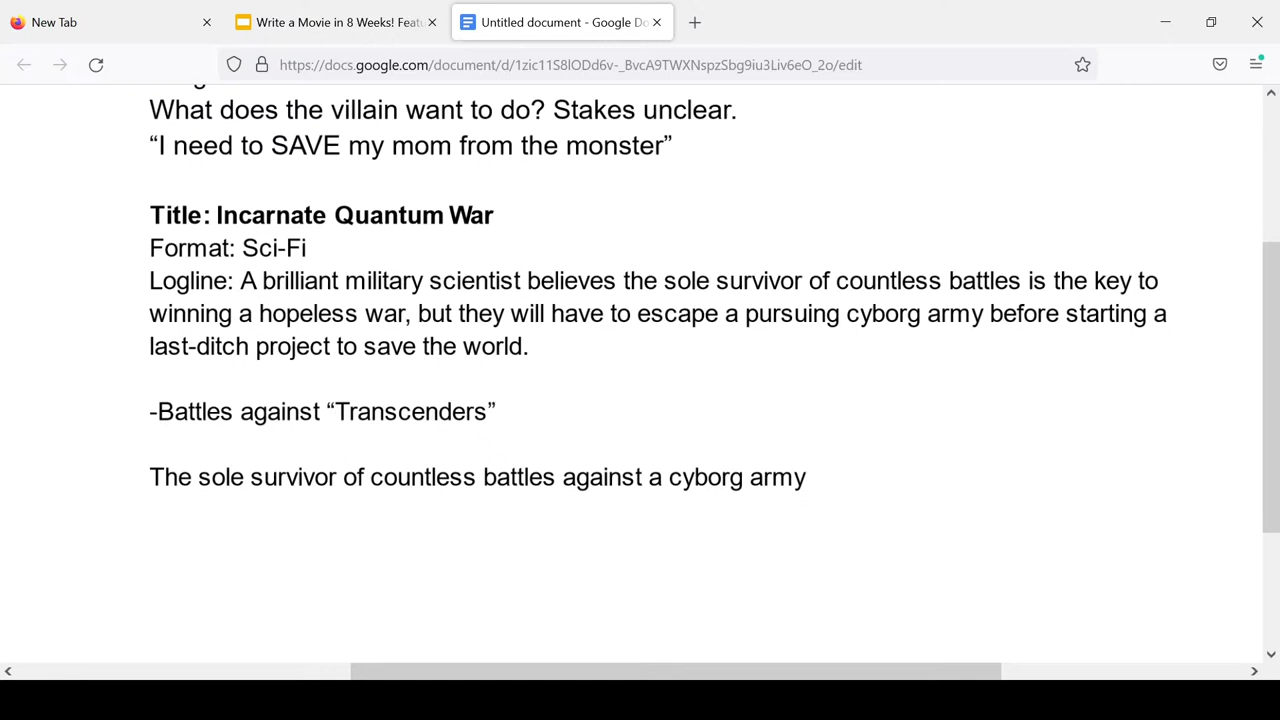 New Tab
Write a Movie in 8 Weeks! Featu
Untitled document - Google Do
https://docs.google.com/document/d/
/edit
What does the villain want to do? Stakes unclear.
“I need to SAVE my mom from the monster”
Title: Incarnate Quantum War
Format: Sci-Fi
Logline: A brilliant military scientist believes the sole survivor of countless battles is the key to
winning a hopeless war, but they will have to escape a pursuing cyborg army before starting a
last-ditch project to save the world.
-Battles against “Transcenders”
The sole survivor of countless battles against a cyborg army